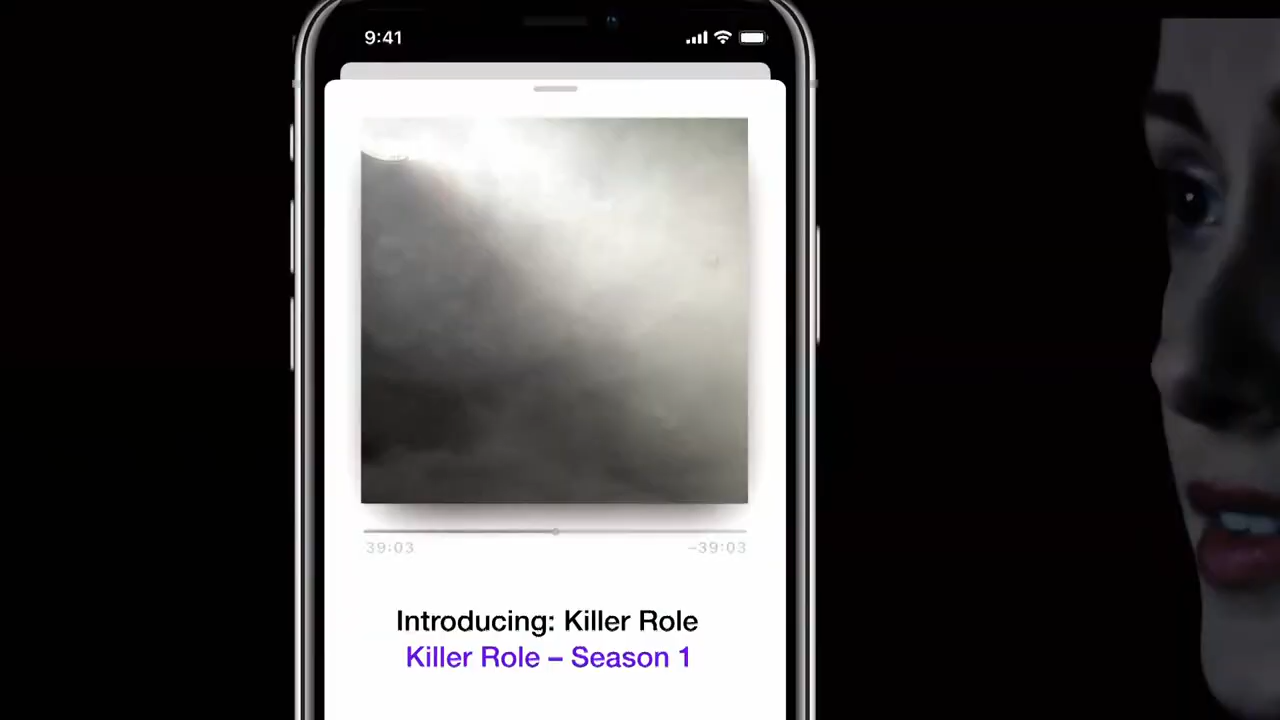 9:41
39:03
-39:03
Introducing: Killer Role
Killer Role – Season 1